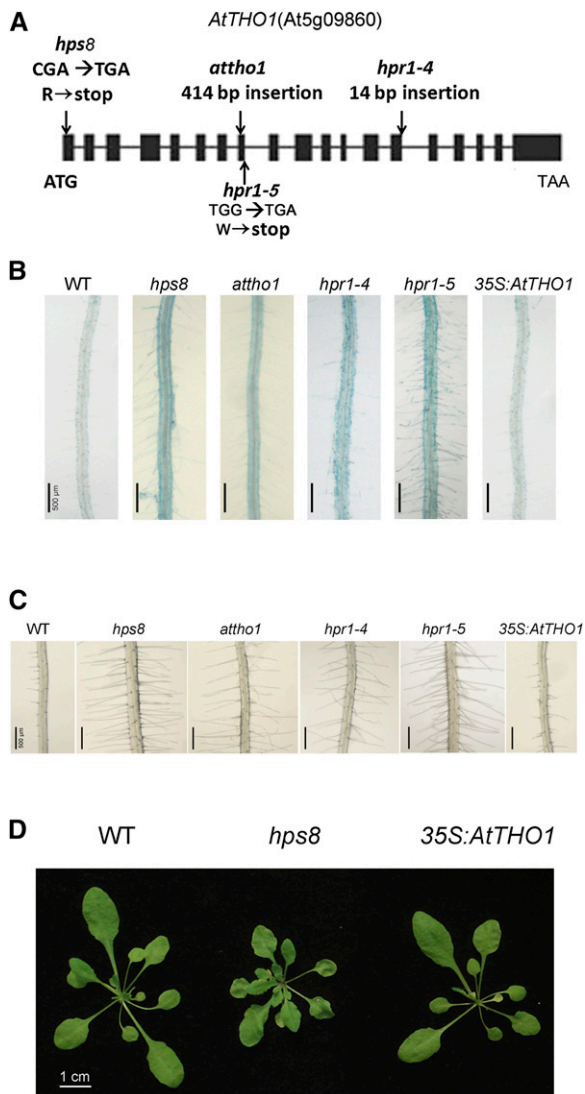 A
AtTHO1(At5g09860)
hps8
CGA →TGA
R→stop
attho1
414 bp insertion
hpr1-4
14 bp insertion
ATG
TAA
hpr1-5
TGG→TGA
W→stop
B
WT hps8 attho1 hpr1-4 hpr1-5 35S:AtTHO1
500 µm
C
WT hps8 attho1 hpr1-4 hpr1-5 35S:AtTHO1
500 µm
D
WT hps8 35S:AtTHO1
1 cm